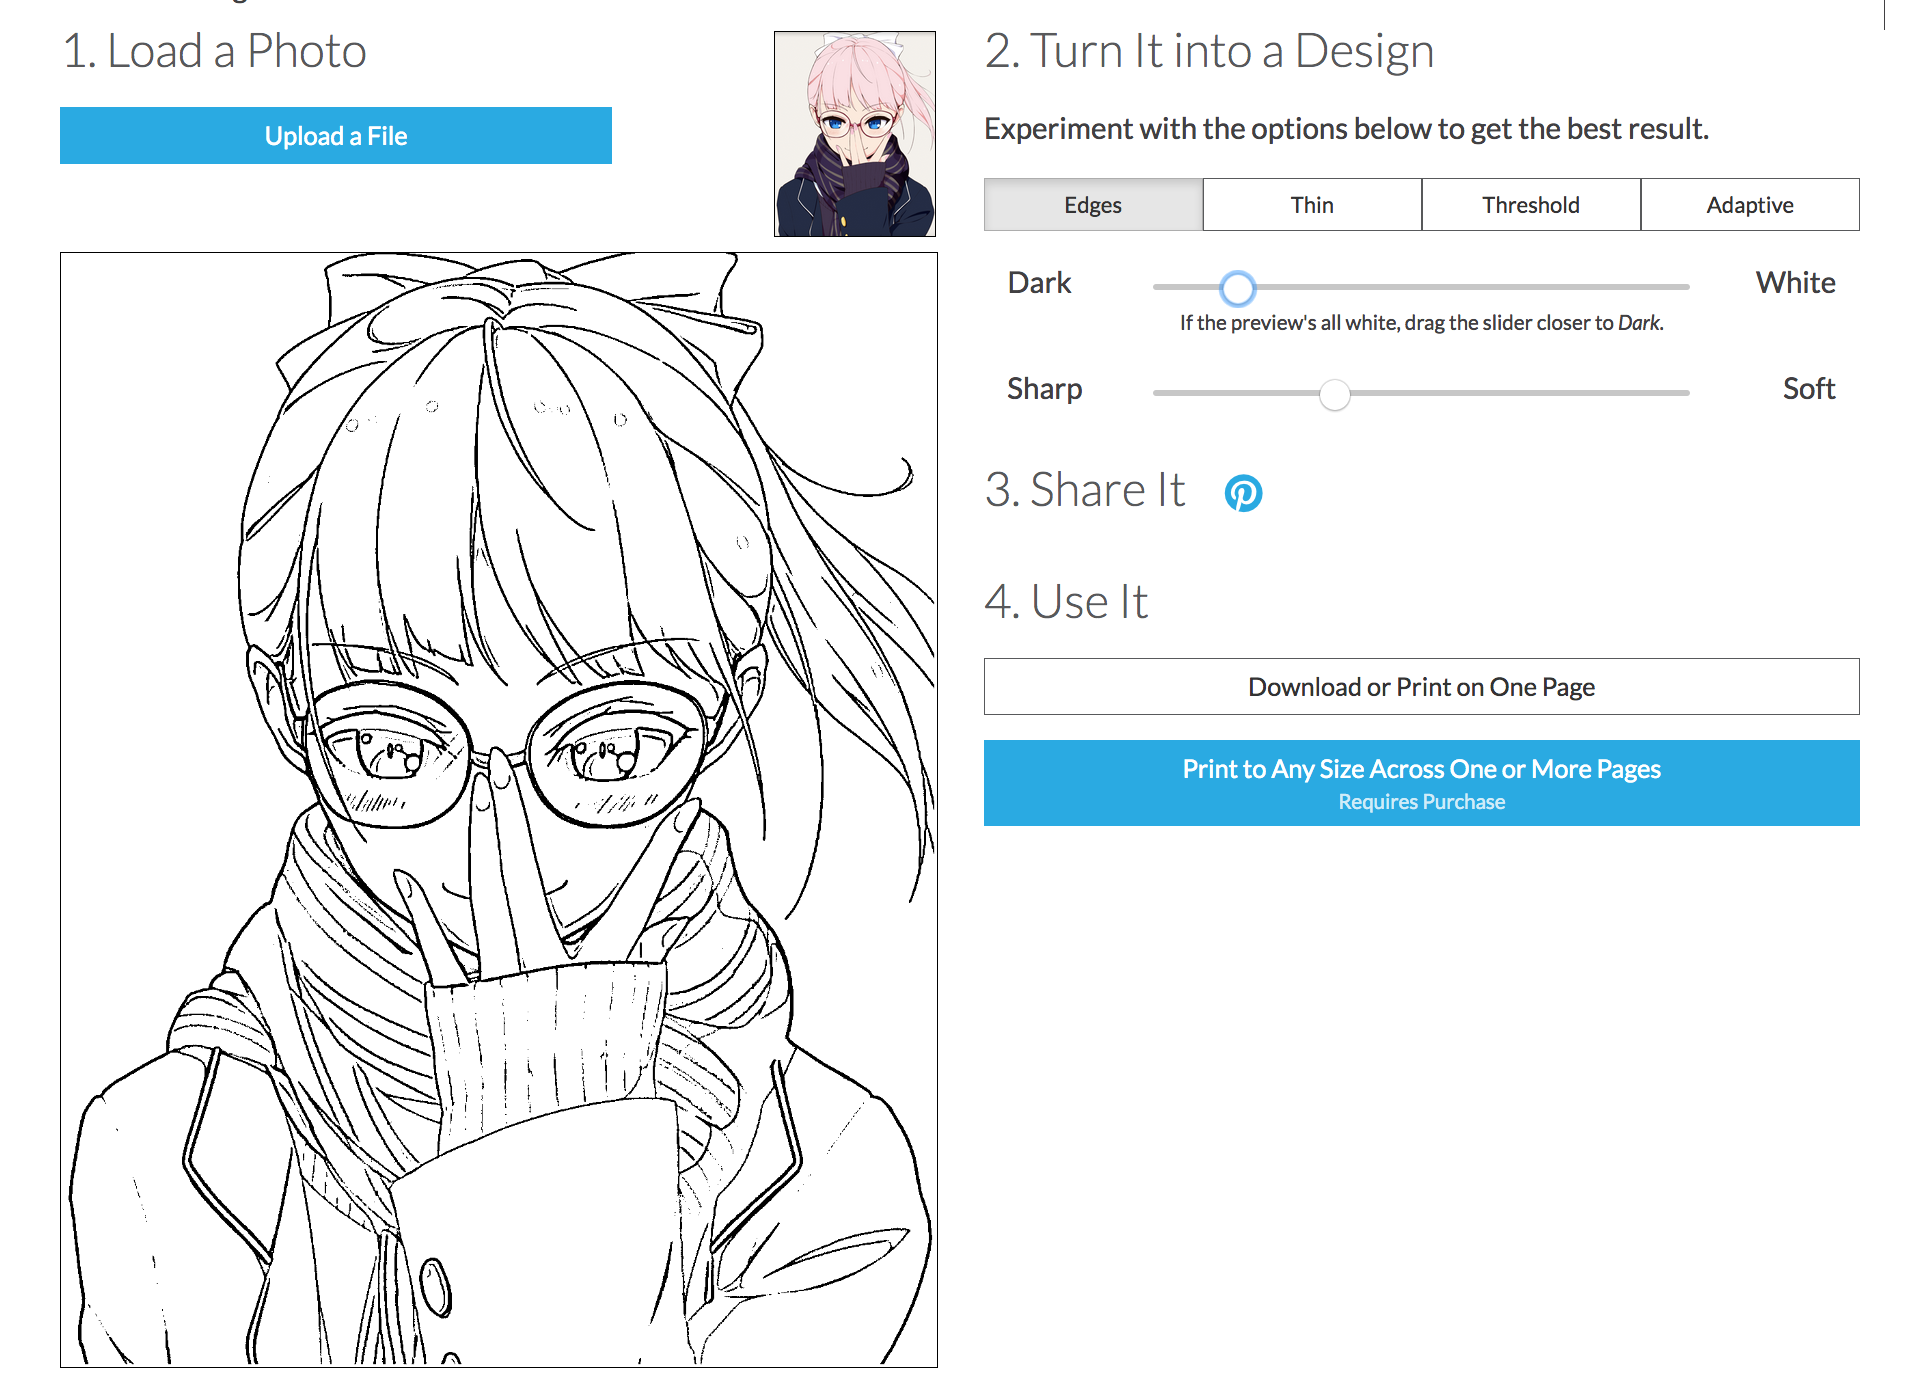 1. Load a Photo
Upload a File
2. Turn It into a Design
Experiment with the options below to get the best result.
Edges
Thin
Threshold
Adaptive
Dark
White
If the preview's all white, drag the slider closer to Dark.
Sharp
Soft
3. Share It
4. Use It
Download or Print on One Page
Print to Any Size Across One or More Pages
Requires Purchase